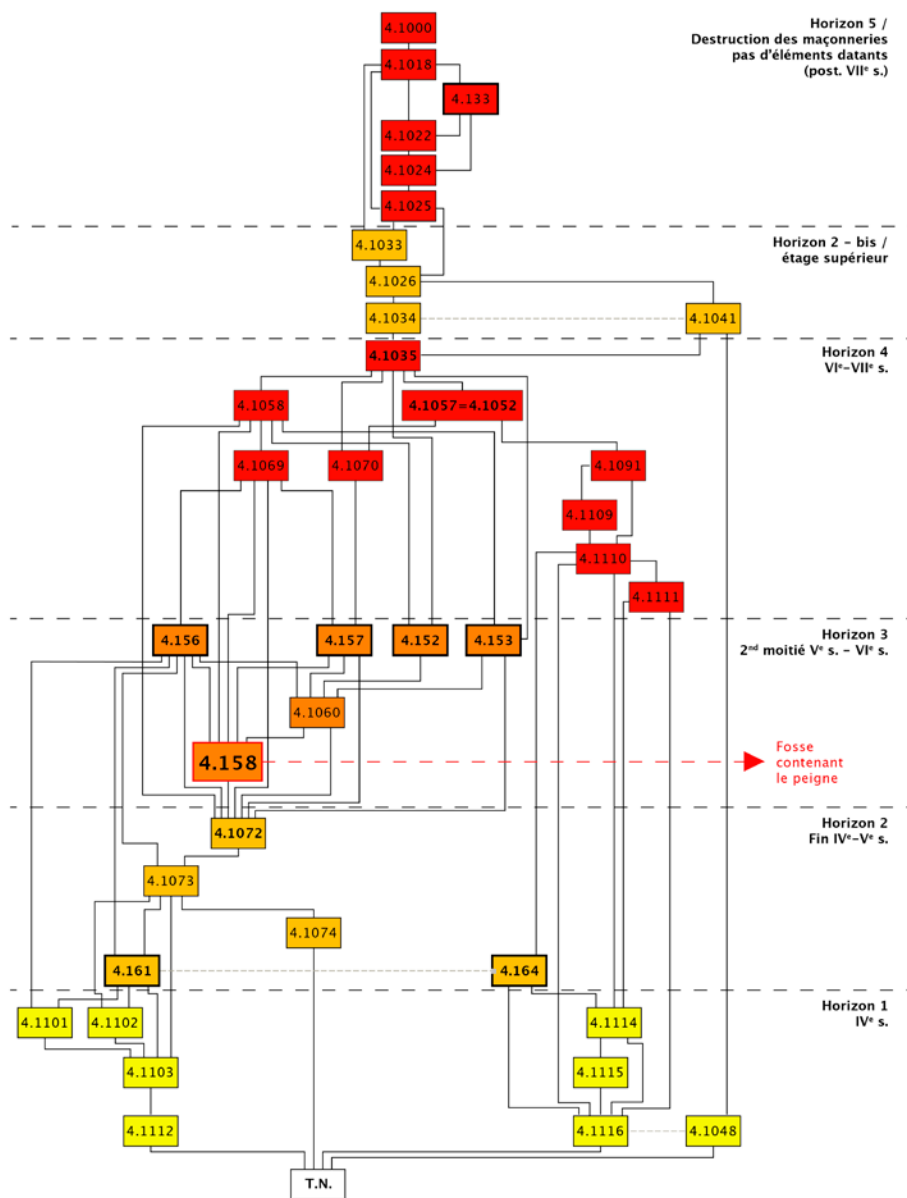 4.1000
Horizon 5 /
Destruction des maçonneries
pas d'éléments datants
(post. VIIᵉ s.)
4.1018
4.133
4.1022
4.1024
4.1025
4.1033
Horizon 2 – bis /
étage supérieur
4.1026
4.1034
4.1041
4.1035
Horizon 4
VIᵉ–VIIᵉ s.
4.1058
4.1057=4.1052
4.1069
4.1070
4.1091
4.1109
4.1110
4.1111
4.156
4.157
4.152
4.153
Horizon 3
2ⁿᵈ moitié Vᵉ s. – VIᵉ s.
4.1060
4.158
Fosse
contenant
le peigne
4.1072
Horizon 2
Fin IVᵉ–Vᵉ s.
4.1073
4.1074
4.161
4.164
Horizon 1
IVᵉ s.
4.1101
4.1102
4.1114
4.1103
4.1115
4.1112
4.1116
4.1048
T.N.